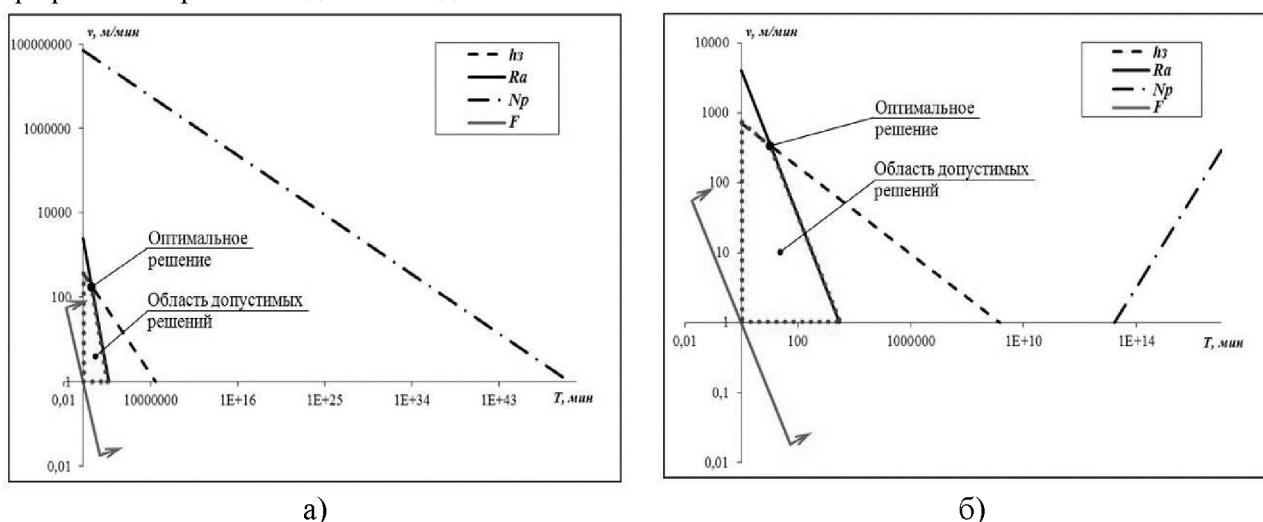 v, м/мин
100000000
1000000
10000
100
1
0,01
0,01
10000000
1E+16
1E+25
1E+34
1E+43
T, мин
hз
Ra
Np
F
Оптимальное
решение
Область допустимых
решений
а)
v, м/мин
10000
1000
100
10
1
0,1
0,01
0,01
100
1000000
1E+10
1E+14
T, мин
hз
Ra
Np
F
Оптимальное
решение
Область допустимых
решений
б)